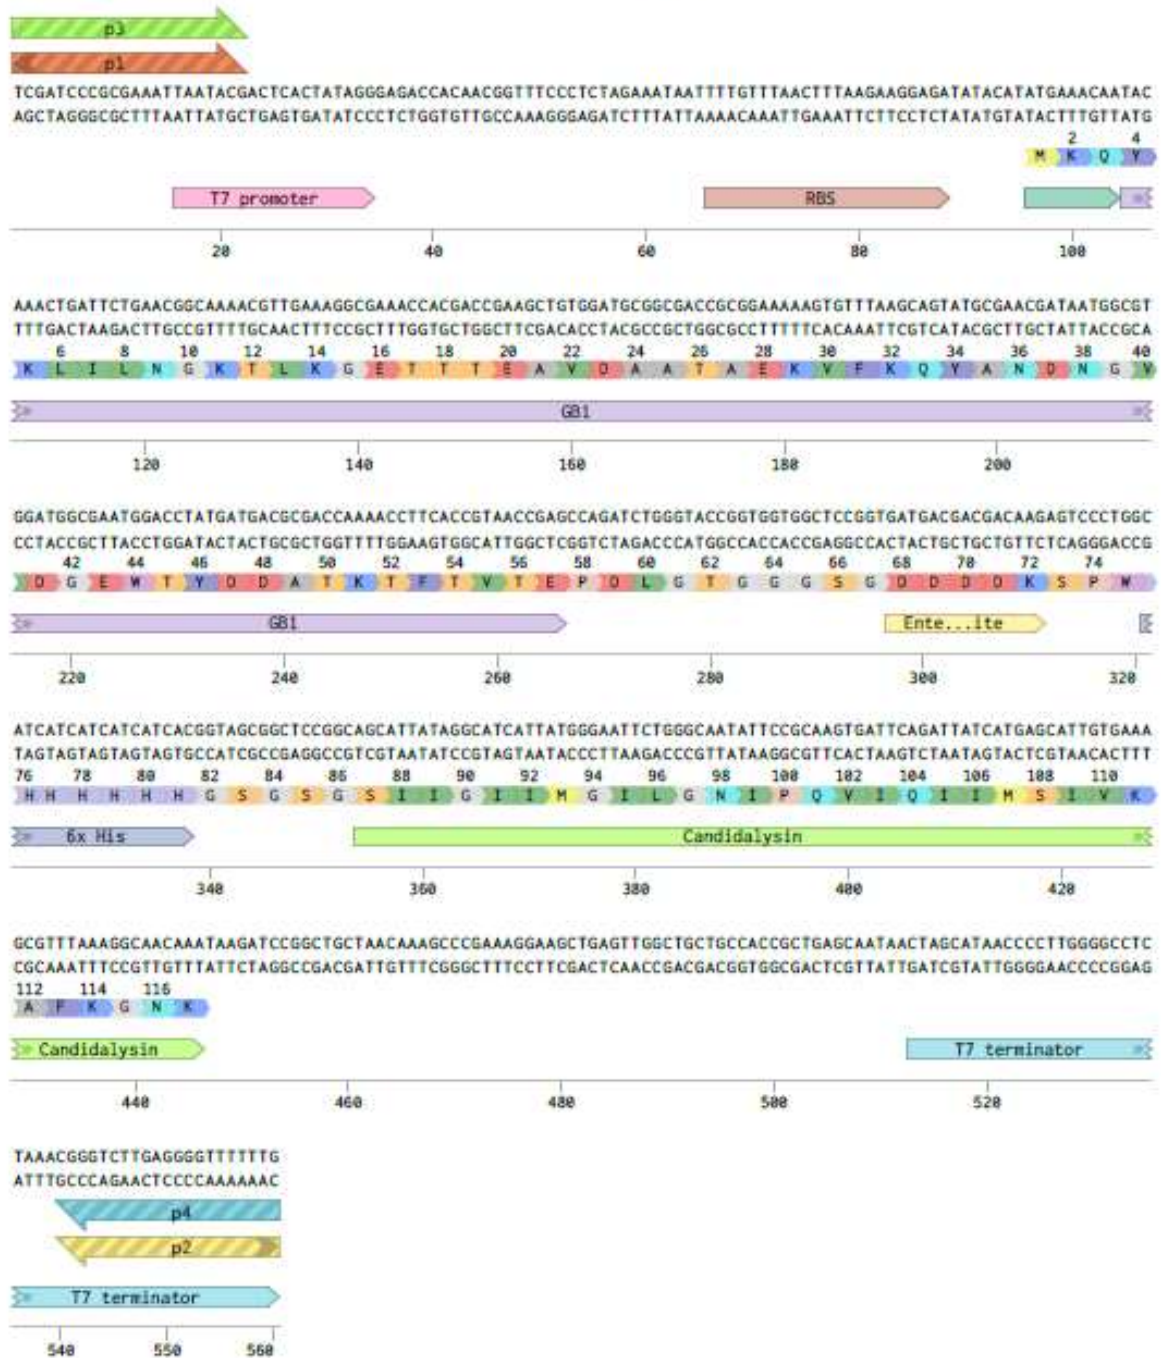 p3
p1
TCGATCCCGCGAAATTAATACGACTCACTATAGGGAGACCACAACGGTTTCCCTCTAGAAATAATTTTGTTTAACTTTAAGAAGGAGATATACATATGAAACAATAC
AGCTAGGGCGCTTTAATTATGCTGAGTGATATCCCTCTGGTGTTGCCAAAGGGAGATCTTTATTAAAACAAATTGAAATTCTTCCTCTATATGTATACTTTGTTATG
2 4
M K Q Y
T7 promoter RBS
20 40 60 80 100
AAACTGATTCTGAACGGCAAAACGTTGAAAGGCGAAACCACGACCGAAGCTGTGGATGCGGCGACCGCGGAAAAAGTGTTTAAGCAGTATGCGAACGATAATGGCGT
TTTGACTAAGACTTGCCGTTTTGCAACTTTCCGCTTTGGTGCTGGCTTCGACACCTACGCCGCTGGCGCCTTTTTCACAAATTCGTCATACGCTTGCTATTACCGCA
6 8 10 12 14 16 18 20 22 24 26 28 30 32 34 36 38 40
K L I L N G K T L K G E T T T E A V D A A T A E K V F K Q Y A N D N G V
GB1
120 140 160 180 200
GGATGGCGAATGGACCTATGATGACGCGACCAAAACCTTCACCGTAACCGAGCCAGATCTGGGTACCGGTGGTGGCTCCGGTGATGACGACGACAAGAGTCCCTGGC
CCTACCGCTTACCTGGATACTACTGCGCTGGTTTTGGAAGTGGCATTGGCTCGGTCTAGACCCATGGCCACCACCGAGGCCACTACTGCTGCTGTTCTCAGGGACCG
42 44 46 48 50 52 54 56 58 60 62 64 66 68 70 72 74
D G E W T Y D D A T K T F T V T E P D L G T G G G S G D D D D K S P W
GB1 Ente...ite
220 240 260 280 300 320
ATCATCATCATCATCACGGTAGCGGCTCCGGCAGCATTATAGGCATCATTATGGGAATTCTGGGCAATATTCCGCAAGTGATTCAGATTATCATGAGCATTGTGAAA
TAGTAGTAGTAGTAGTGCCATCGCCGAGGCCGTCGTAATATCCGTAGTAATACCCTTAAGACCCGTTATAAGGCGTTCACTAAGTCTAATAGTACTCGTAACACTTT
76 78 80 82 84 86 88 90 92 94 96 98 100 102 104 106 108 110
H H H H H H G S G S G S I I G I I M G I L G N I P Q V I Q I I M S I V K
6x His Candidalysin
340 360 380 400 420
GCGTTTAAAGGCAACAAATAAGATCCGGCTGCTAACAAAGCCCGAAAGGAAGCTGAGTTGGCTGCTGCCACCGCTGAGCAATAACTAGCATAACCCCTTGGGGCCTC
CGCAAATTTCCGTTGTTTATTCTAGGCCGACGATTGTTTCGGGCTTTCCTTCGACTCAACCGACGACGGTGGCGACTCGTTATTGATCGTATTGGGGAACCCCGGAG
112 114 116
A F K G N K
Candidalysin T7 terminator
440 460 480 500 520
TAAACGGGTCTTGAGGGGTTTTTTG
ATTTGCCCAGAACTCCCCAAAAAAC
p4
p2
T7 terminator
540 550 560